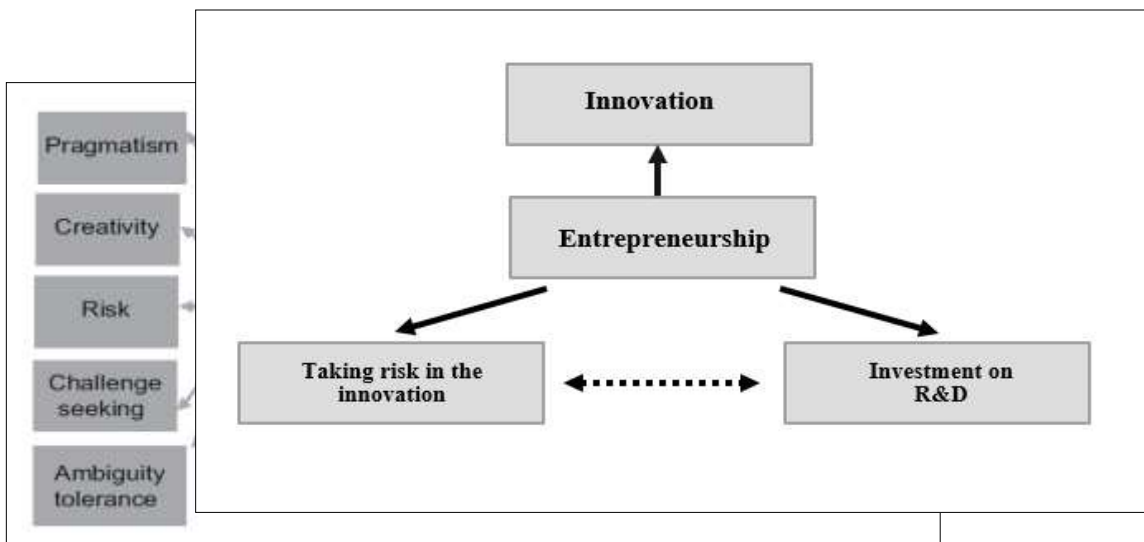 Pragmatism
Creativity
Risk
Challenge
seeking
Ambiguity
tolerance
Innovation
Entrepreneurship
Taking risk in the
innovation
Investment on
R&D